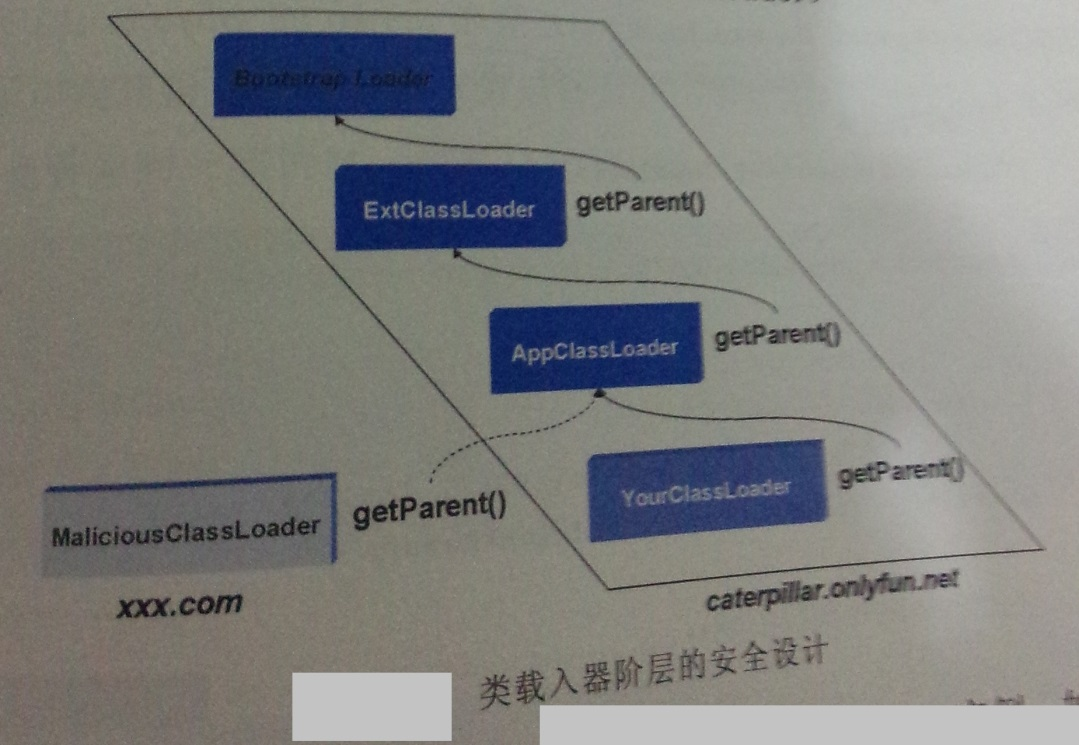 Bootstrap Loader
ExtClassLoader
getParent()
AppClassLoader
getParent()
YourClassLoader
getParent()
MaliciousClassLoader
getParent()
xxx.com
caterpillar.onlyfun.net
类载入器阶层的安全设计